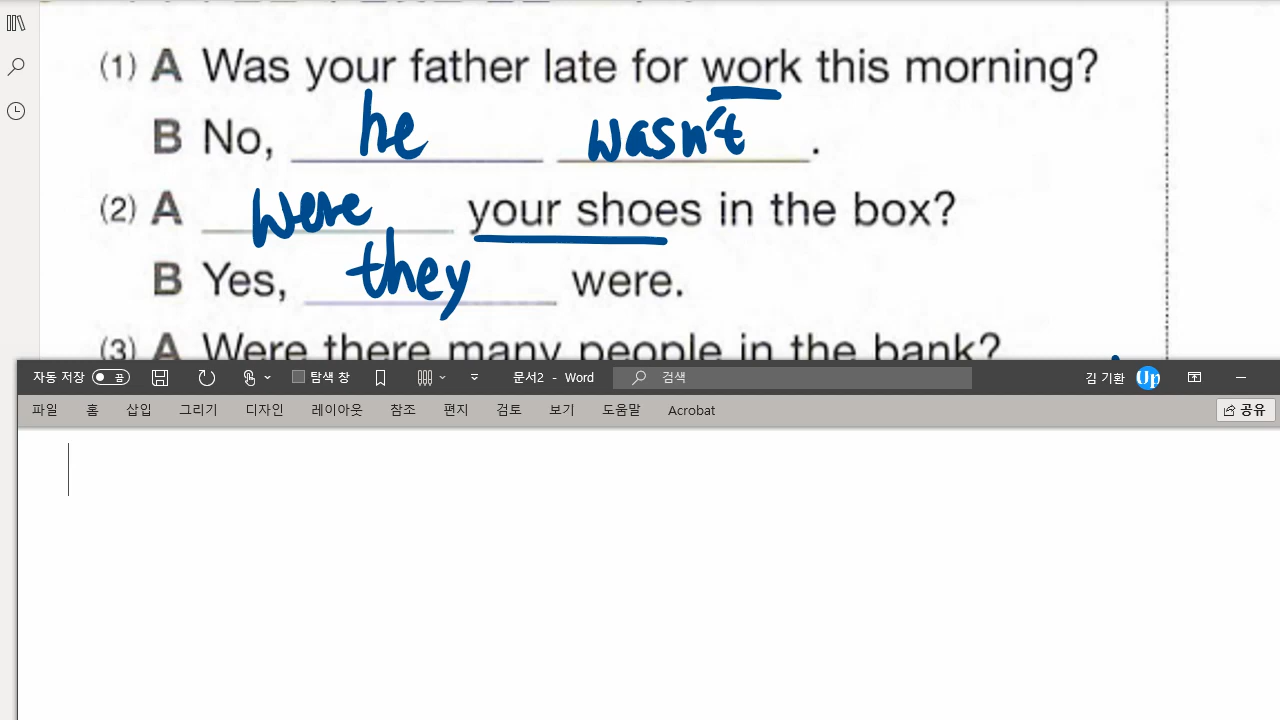 (1) A Was your father late for work this morning?
B No, he wasn't.
(2) A were your shoes in the box?
B Yes, they were.
(3) A Were there many people in the bank?
자동 저장 끔 탐색 창 문서2 - Word 검색 김 기환
파일 홈 삽입 그리기 디자인 레이아웃 참조 편지 검토 보기 도움말 Acrobat 공유